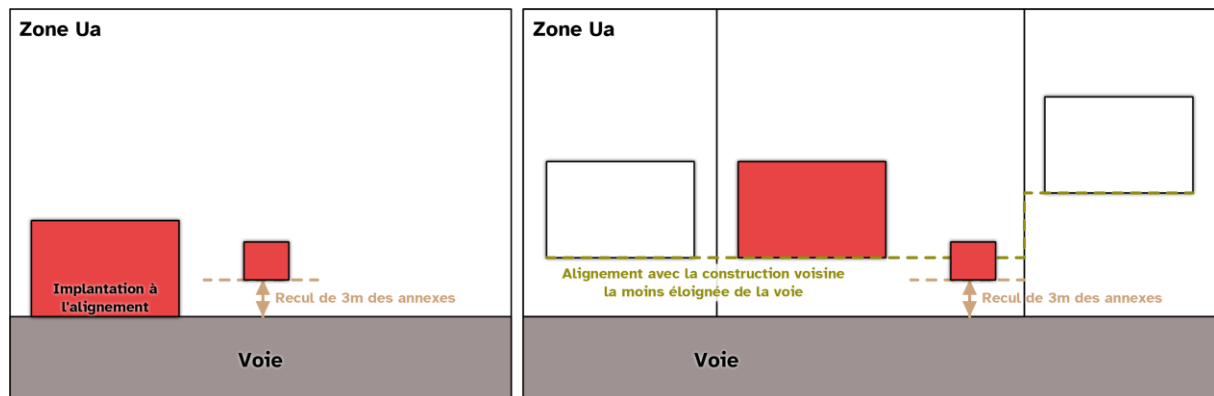 Zone Ua
Implantation à
l'alignement
Recul de 3m des annexes
Voie
Zone Ua
Alignement avec la construction voisine
la moins éloignée de la voie
Recul de 3m des annexes
Voie